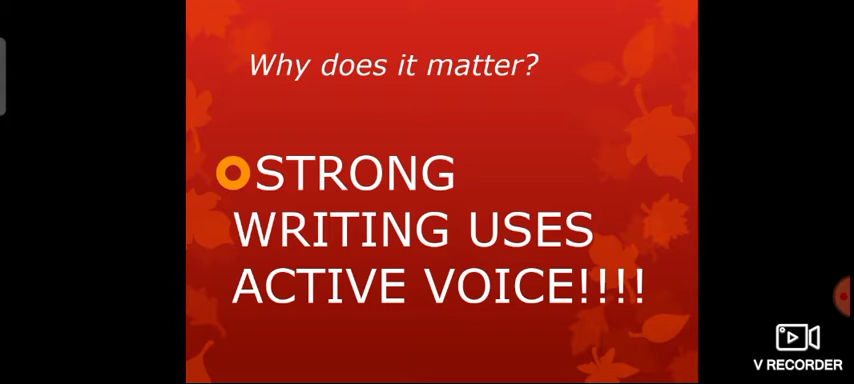 Why does it matter?
STRONG
WRITING USES
ACTIVE VOICE!!!!
V RECORDER